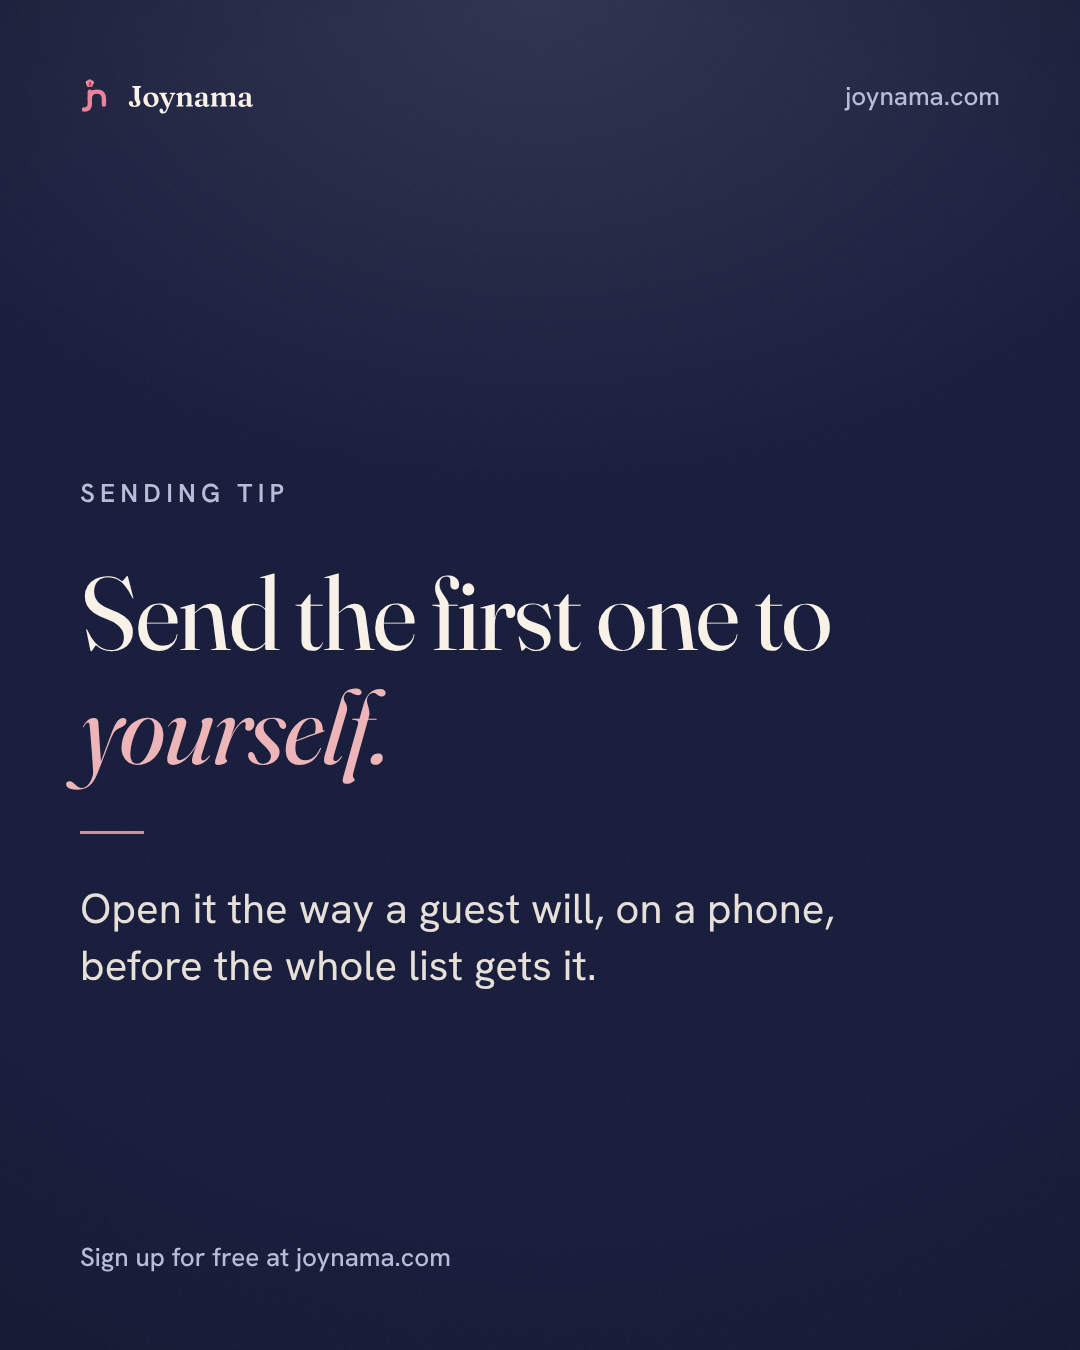 Joynama
joynama.com
SENDING TIP
Send the first one to
yourself.
Open it the way a guest will, on a phone,
before the whole list gets it.
Sign up for free at joynama.com